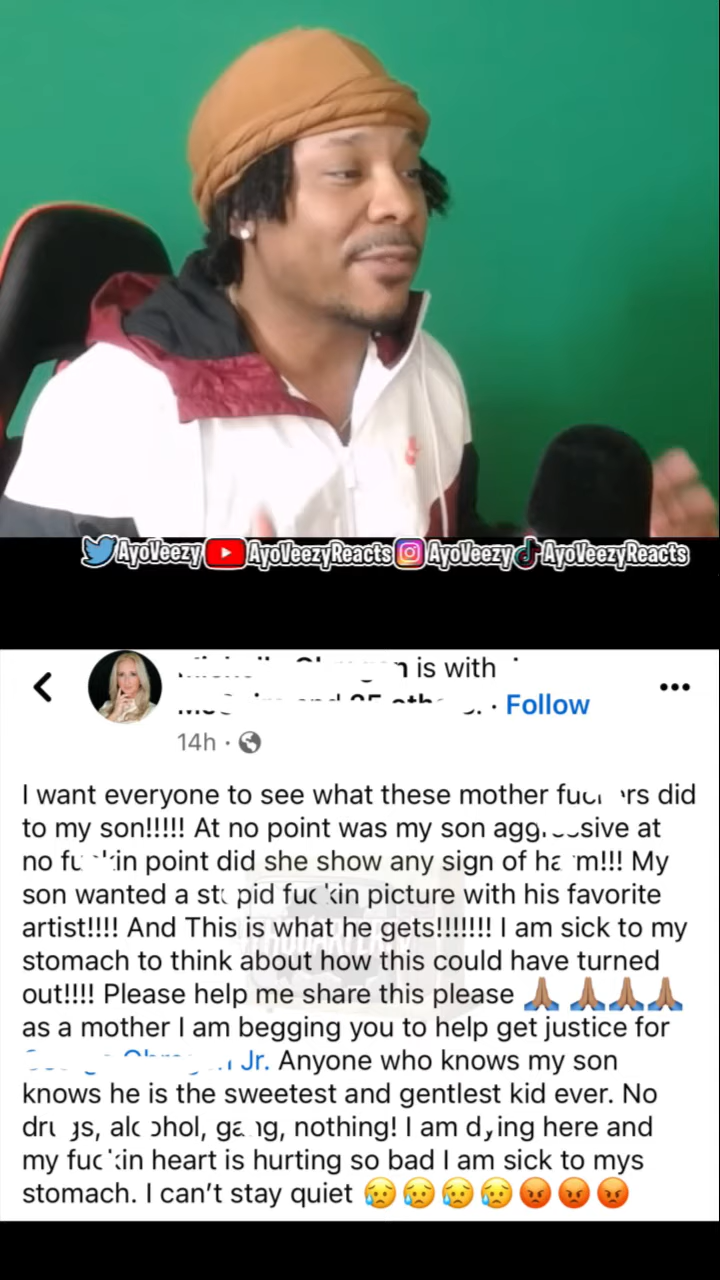 AyoVeezy AyoVeezyReacts AyoVeezy AyoVeezyReacts
is with
Follow
14h
I want everyone to see what these mother did
to my son!!!!! At no point was my son at
no point did she show any sign of My
son wanted a picture with his favorite
artist!!!! And This is what he gets!!!!!!! I am sick to my
stomach to think about how this could have turned
out!!!! Please help me share this please 🙏🏽 🙏🏽🙏🏽🙏🏽
as a mother I am begging you to help get justice for
Jr. Anyone who knows my son
knows he is the sweetest and gentlest kid ever. No
nothing! I am dying here and
my heart is hurting so bad I am sick to mys
stomach. I can’t stay quiet 😥😥😥😥😡😡😡